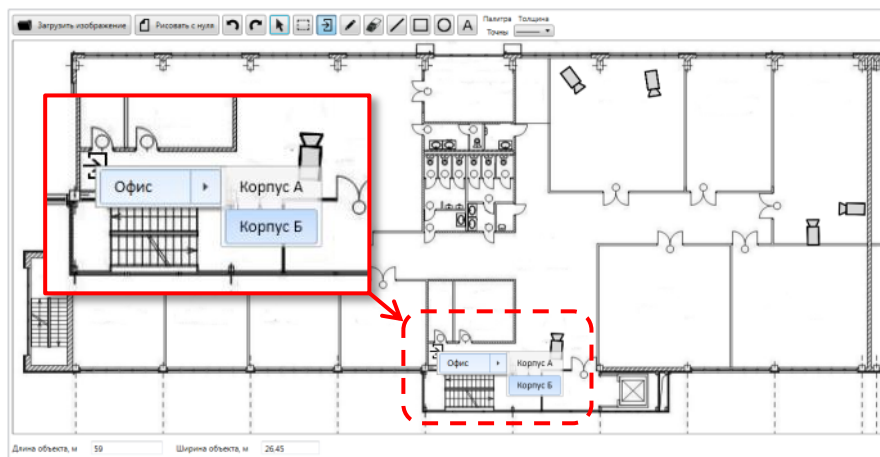 Загрузить изображение Рисовать с нуля A Палитра Толщина
Точны
Офис Корпус А
Корпус Б
Офис Корпус А
Корпус Б
Длина объекта, м 59 Ширина объекта, м 26,45